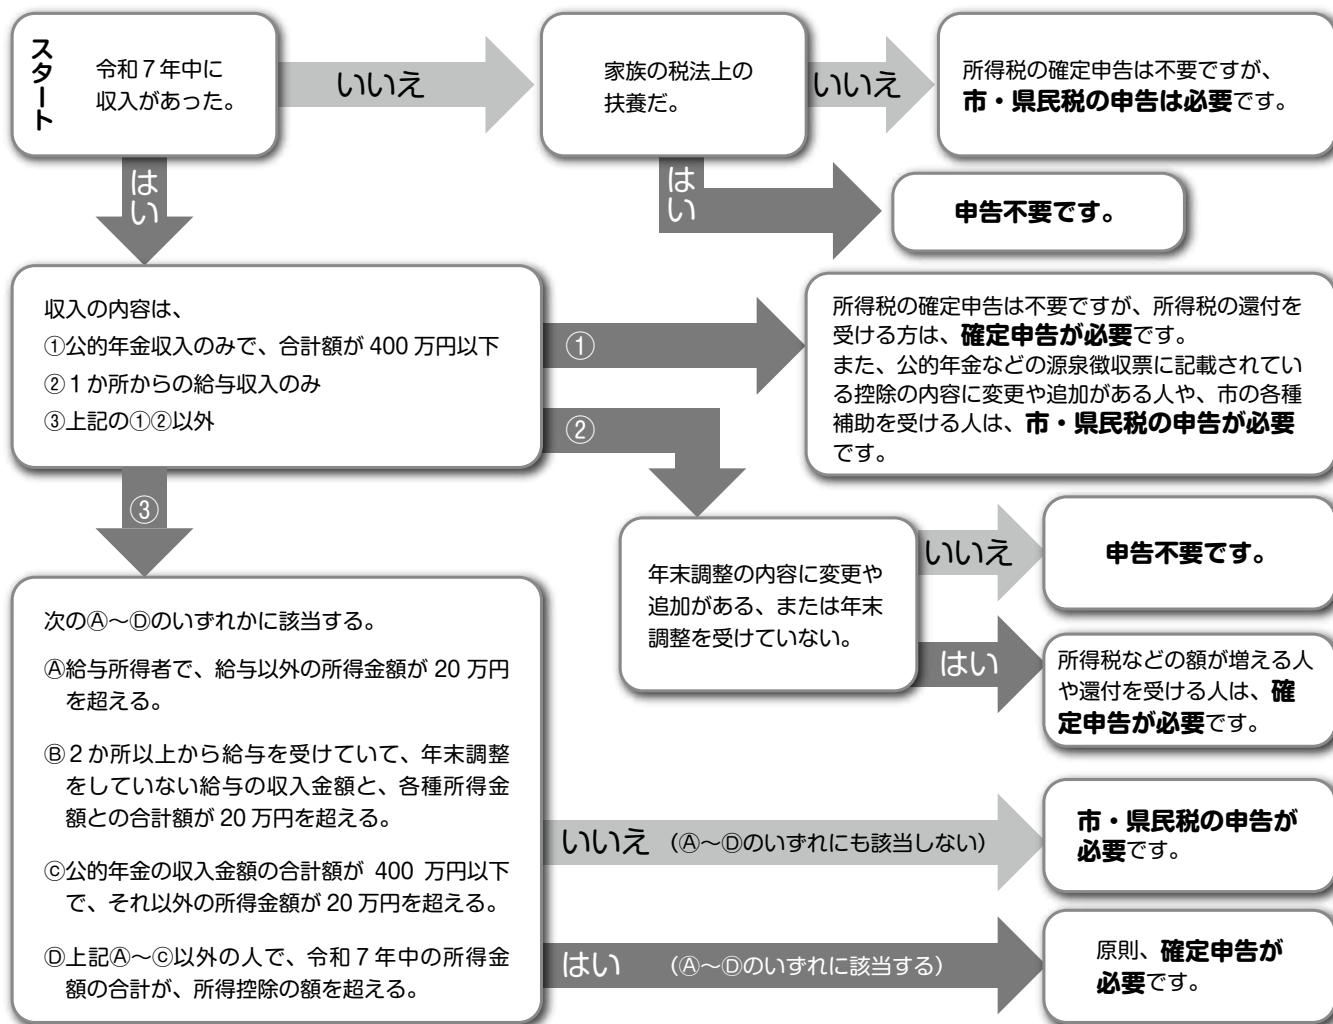 スタート
令和７年中に
収入があった。
いいえ
家族の税法上の
扶養だ。
いいえ
所得税の確定申告は不要ですが、
市・県民税の申告は必要です。
はい
はい
申告不要です。
収入の内容は、
①公的年金収入のみで、合計額が 400 万円以下
②１か所からの給与収入のみ
③上記の①②以外
①
所得税の確定申告は不要ですが、所得税の還付を
受ける方は、確定申告が必要です。
また、公的年金などの源泉徴収票に記載されてい
る控除の内容に変更や追加がある人や、市の各種
補助を受ける人は、市・県民税の申告が必要
です。
②
③
年末調整の内容に変更や
追加がある、または年末
調整を受けていない。
いいえ
申告不要です。
はい
所得税などの額が増える人
や還付を受ける人は、確
定申告が必要です。
次のⒶ～Ⓓのいずれかに該当する。
Ⓐ給与所得者で、給与以外の所得金額が 20 万円
を超える。
Ⓑ２か所以上から給与を受けていて、年末調整
をしていない給与の収入金額と、各種所得金
額との合計額が 20 万円を超える。
Ⓒ公的年金の収入金額の合計額が 400 万円以下
で、それ以外の所得金額が 20 万円を超える。
Ⓓ上記Ⓐ～Ⓒ以外の人で、令和７年中の所得金
額の合計が、所得控除の額を超える。
いいえ （Ⓐ～Ⓓのいずれにも該当しない）
市・県民税の申告が
必要です。
はい （Ⓐ～Ⓓのいずれに該当する）
原則、確定申告が
必要です。